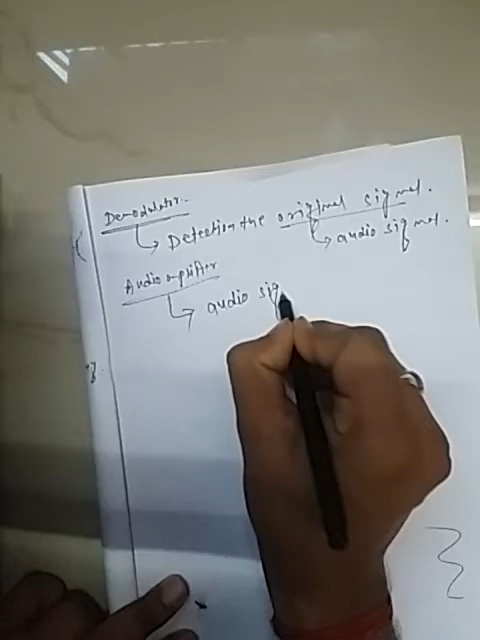 Demodulator:-
↳ Detection the original signal.
↳ audio signal.
Audio amplifier
↳ audio sig